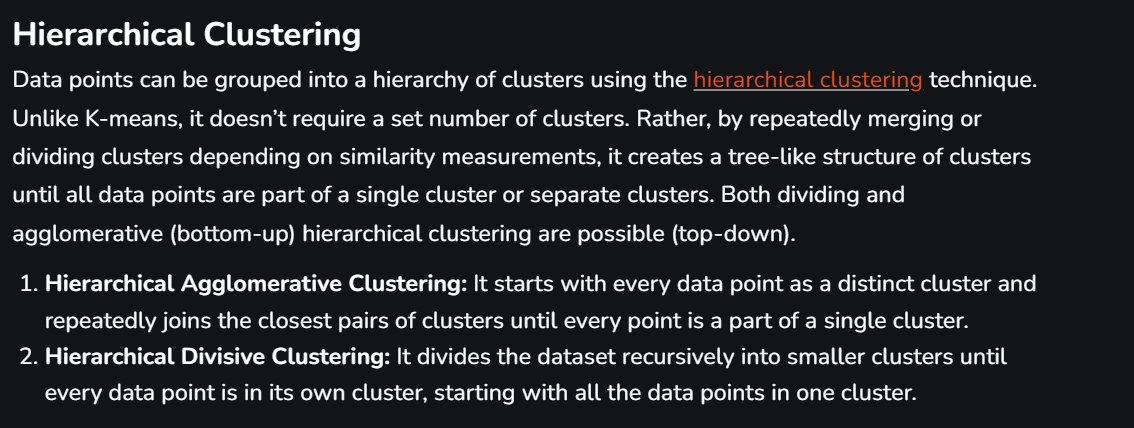 Hierarchical Clustering
Data points can be grouped into a hierarchy of clusters using the hierarchical clustering technique.
Unlike K-means, it doesn’t require a set number of clusters. Rather, by repeatedly merging or
dividing clusters depending on similarity measurements, it creates a tree-like structure of clusters
until all data points are part of a single cluster or separate clusters. Both dividing and
agglomerative (bottom-up) hierarchical clustering are possible (top-down).
1. Hierarchical Agglomerative Clustering: It starts with every data point as a distinct cluster and
repeatedly joins the closest pairs of clusters until every point is a part of a single cluster.
2. Hierarchical Divisive Clustering: It divides the dataset recursively into smaller clusters until
every data point is in its own cluster, starting with all the data points in one cluster.